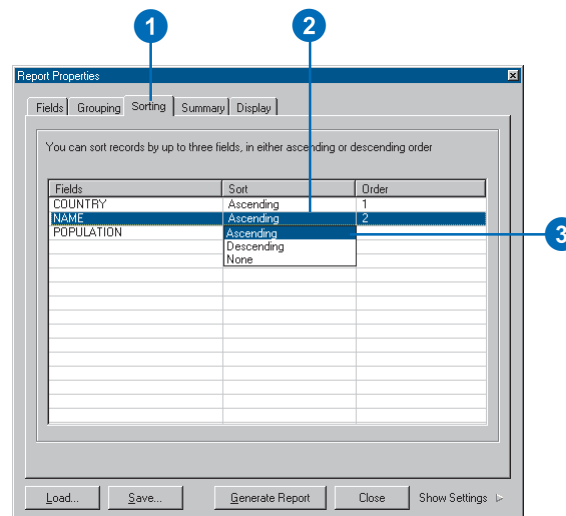 1 2
Report Properties
Fields Grouping Sorting Summary Display
You can sort records by up to three fields, in either ascending or descending order
Fields Sort Order
COUNTRY Ascending 1
NAME Ascending 2
POPULATION Ascending
3
Descending
None
Load... Save... Generate Report Close Show Settings